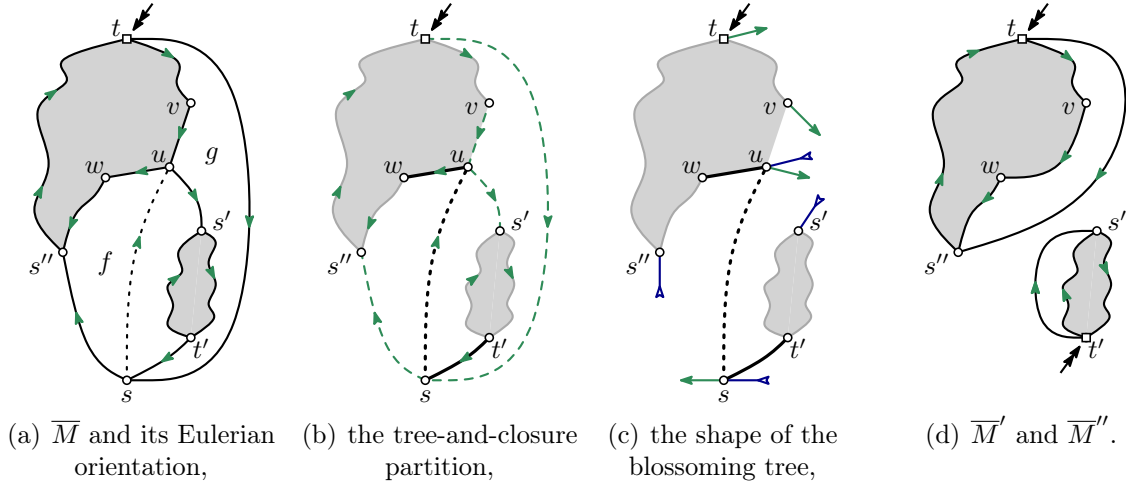 t
v
w
u
g
s′
s″
f
t′
s
t
v
w
u
s′
s″
t′
s
t
v
w
u
s′
s″
t′
s
t
v
w
s″
s′
t′
(a) M̅ and its Eulerian
orientation,
(b) the tree-and-closure
partition,
(c) the shape of the
blossoming tree,
(d) M̅′ and M̅″.